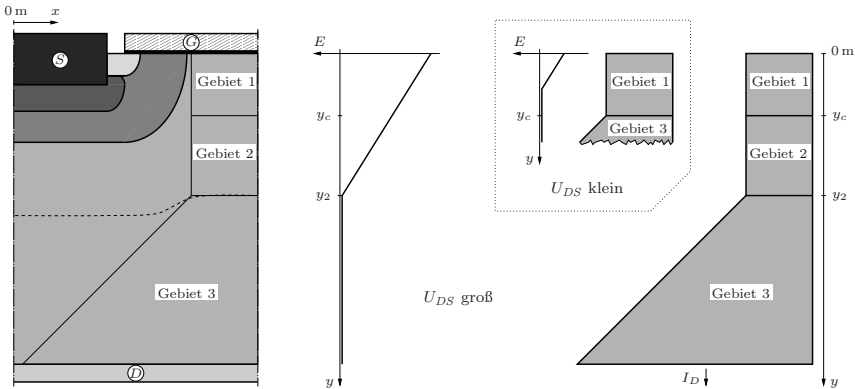 0 m
x
S
G
Gebiet 1
Gebiet 2
Gebiet 3
D
E
y_c
y_2
y
U_DS groß
E
y_c
y
Gebiet 1
Gebiet 3
U_DS klein
Gebiet 1
Gebiet 2
Gebiet 3
I_D
0 m
y_c
y_2
y